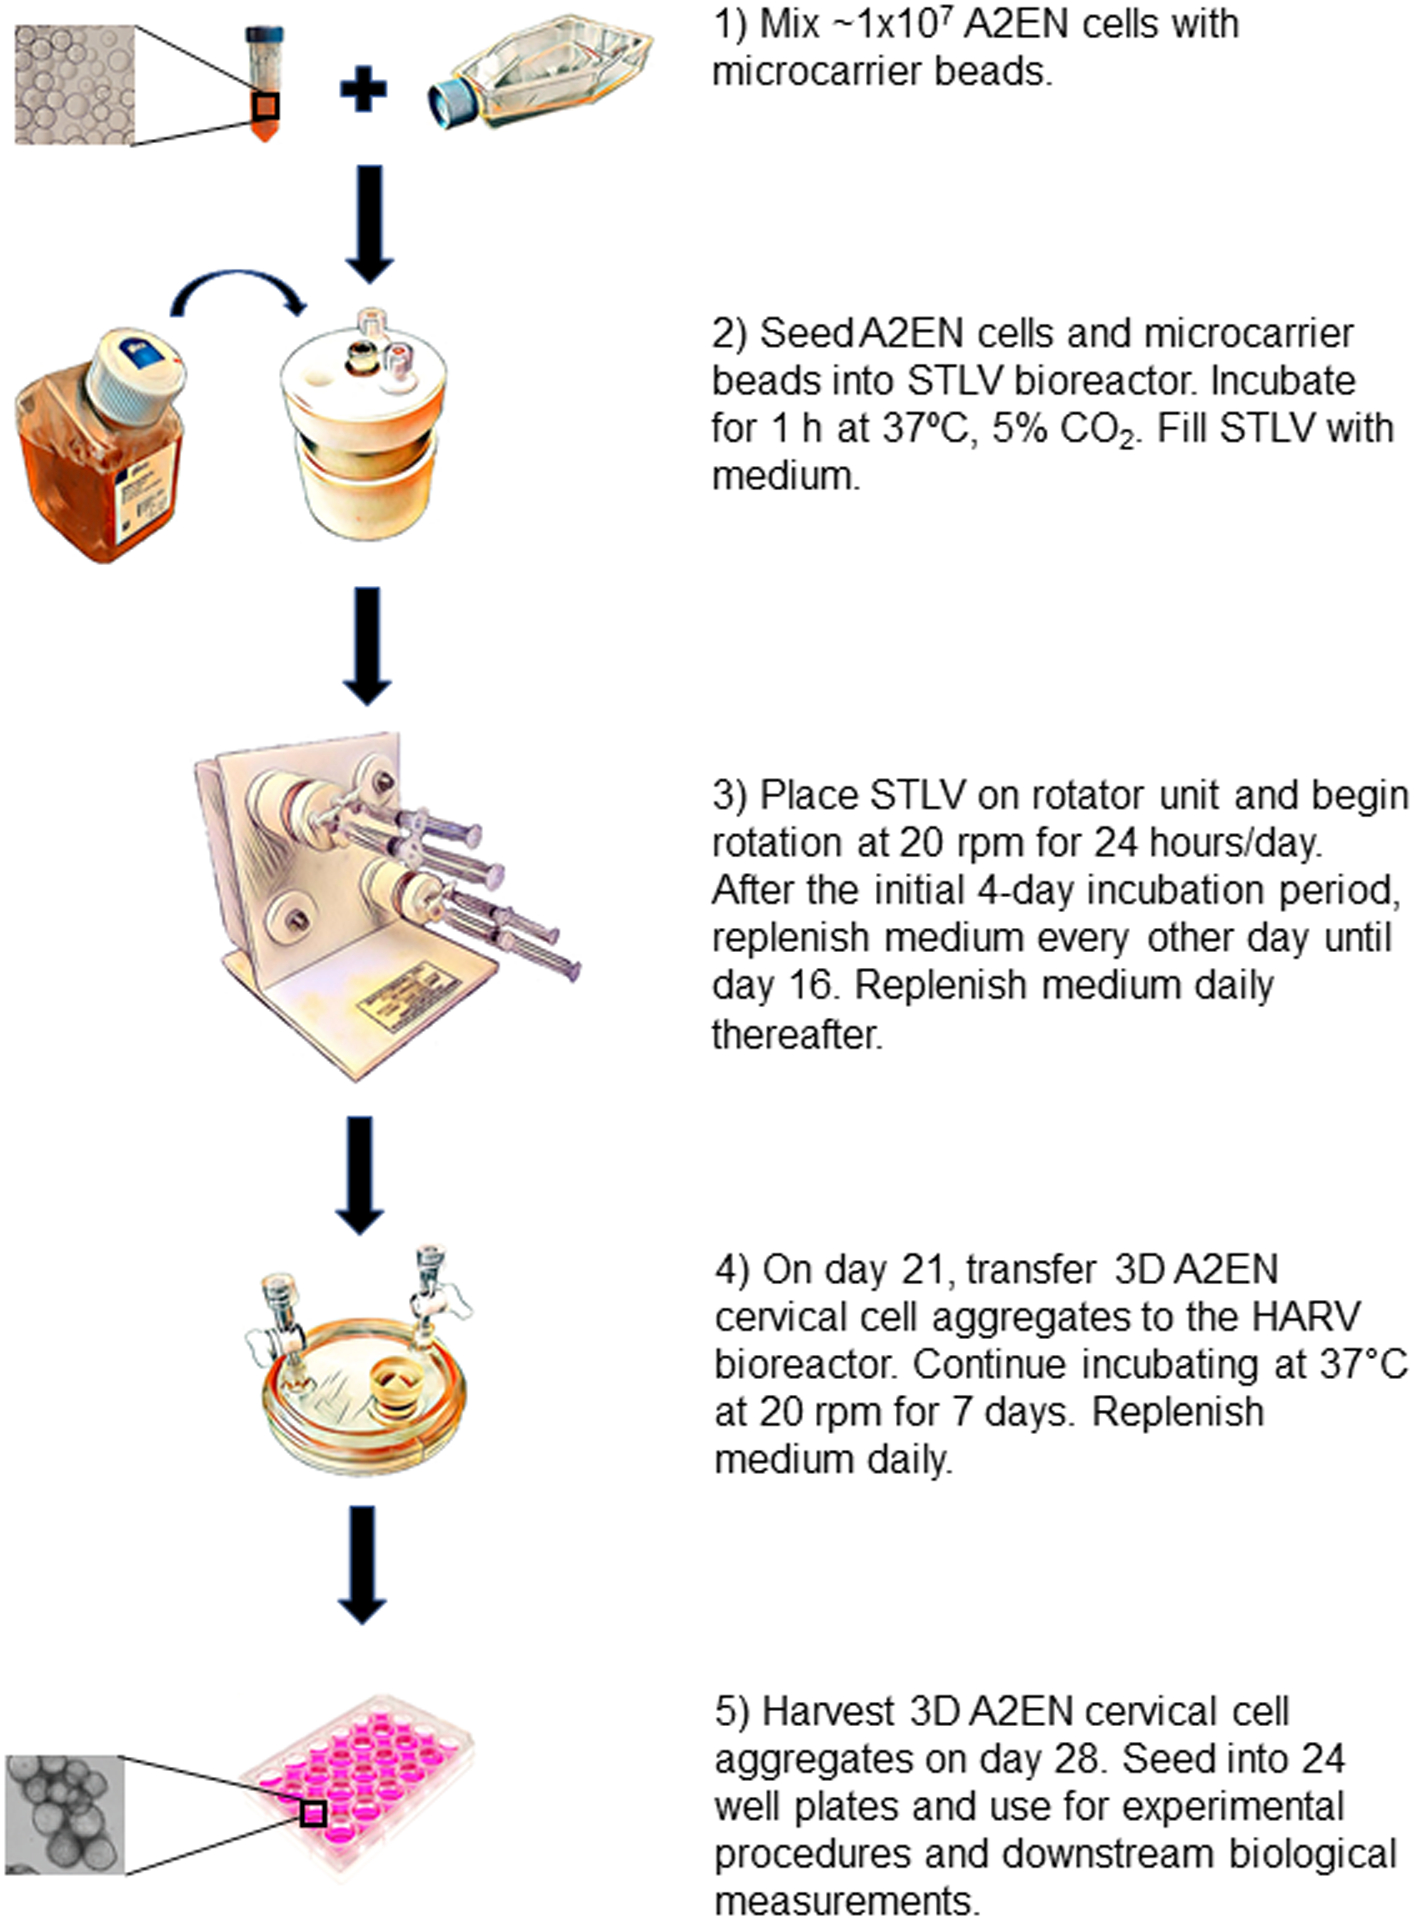 1) Mix ~1x10⁷ A2EN cells with
microcarrier beads.
2) Seed A2EN cells and microcarrier
beads into STLV bioreactor. Incubate
for 1 h at 37ºC, 5% CO₂. Fill STLV with
medium.
3) Place STLV on rotator unit and begin
rotation at 20 rpm for 24 hours/day.
After the initial 4-day incubation period,
replenish medium every other day until
day 16. Replenish medium daily
thereafter.
4) On day 21, transfer 3D A2EN
cervical cell aggregates to the HARV
bioreactor. Continue incubating at 37°C
at 20 rpm for 7 days. Replenish
medium daily.
5) Harvest 3D A2EN cervical cell
aggregates on day 28. Seed into 24
well plates and use for experimental
procedures and downstream biological
measurements.